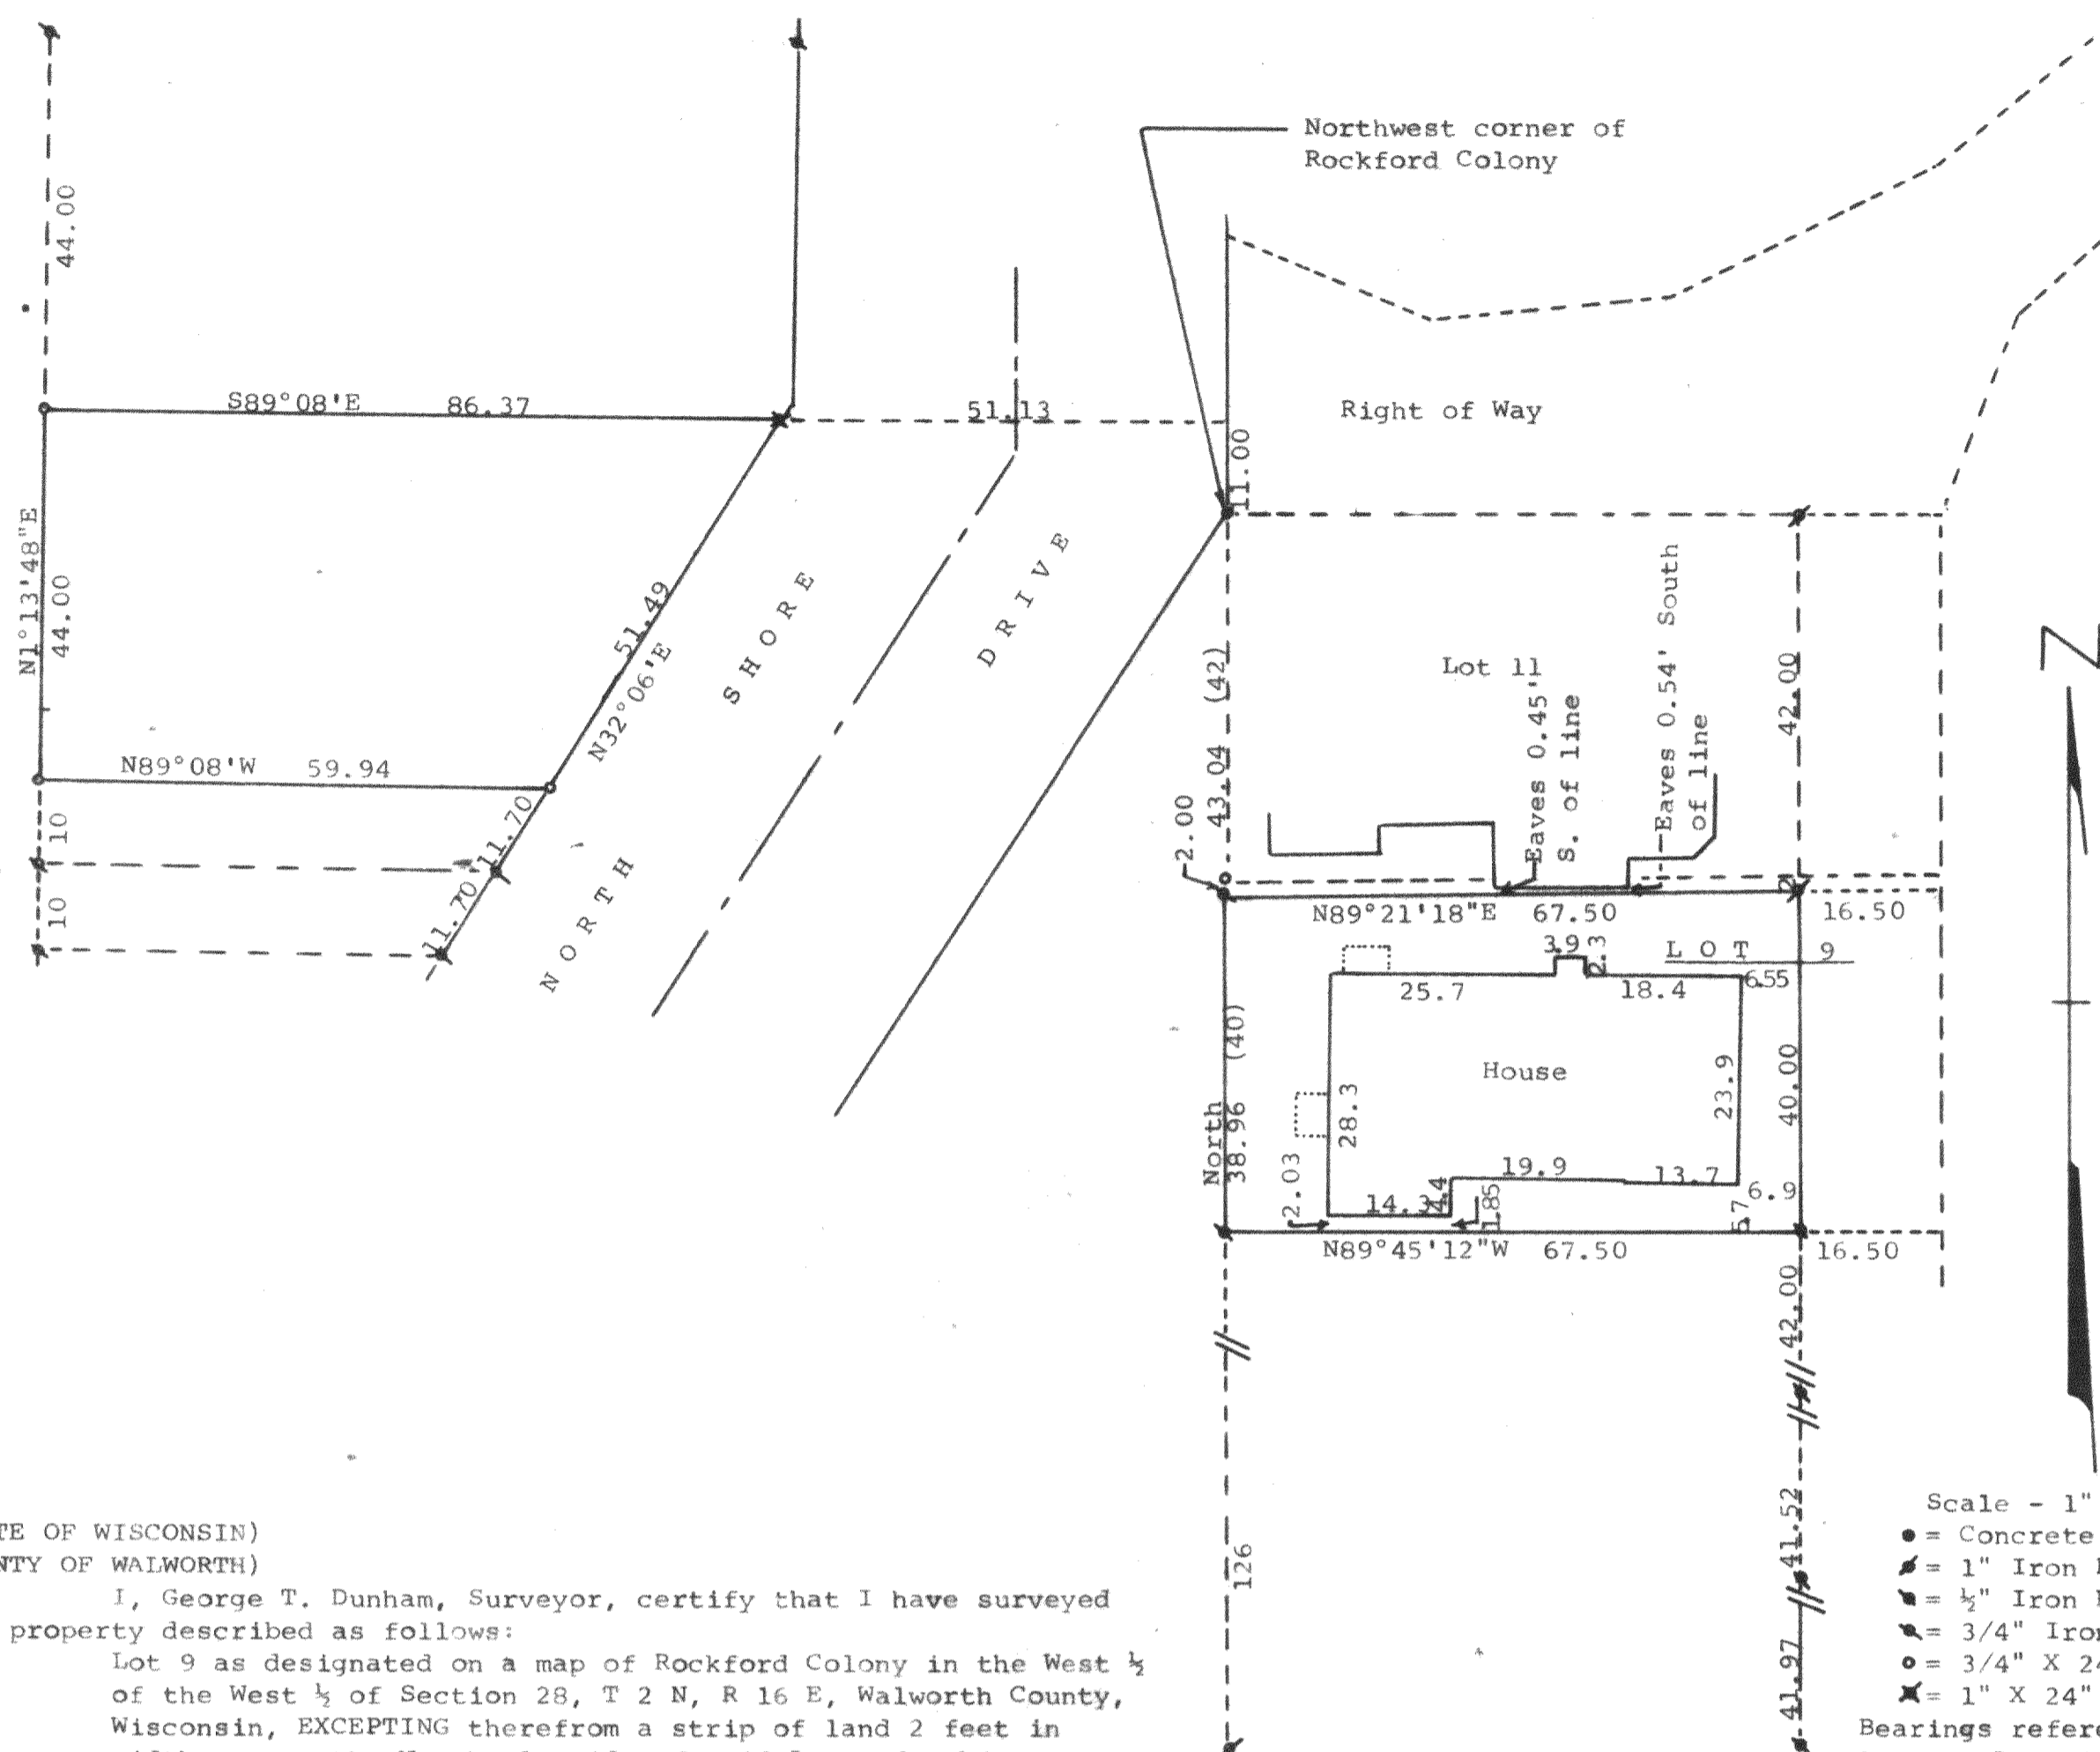 Northwest corner of
Rockford Colony
44.00
S89°08'E 86.37
51.13
11.00
Right of Way
N1°13'48"E
44.00
51.49
N32°06'E
NORTH SHORE DRIVE
N89°08'W 59.94
10
11.70
10
11.70
Lot 11
43.04 (42)
2.00
Eaves 0.45'
S. of line
Eaves 0.54' South
of line
42.00
2
N
N89°21'18"E 67.50
16.50
3.9
2.3
LOT 9
25.7
18.4
6.55
House
North
38.96 (40)
28.3
23.9
40.00
19.9
13.7
14.3
4.4
2.03
1.85
6.9
5.7
N89°45'12"W 67.50
16.50
42.00
126
41.52
41.97
Scale - 1"
= Concrete
= 1" Iron
= ½" Iron
= 3/4" Iron
= 3/4" X 24
= 1" X 24"
Bearings refere
TE OF WISCONSIN)
NTY OF WALWORTH)
I, George T. Dunham, Surveyor, certify that I have surveyed
property described as follows:
Lot 9 as designated on a map of Rockford Colony in the West ½
of the West ½ of Section 28, T 2 N, R 16 E, Walworth County,
Wisconsin, EXCEPTING therefrom a strip of land 2 feet in